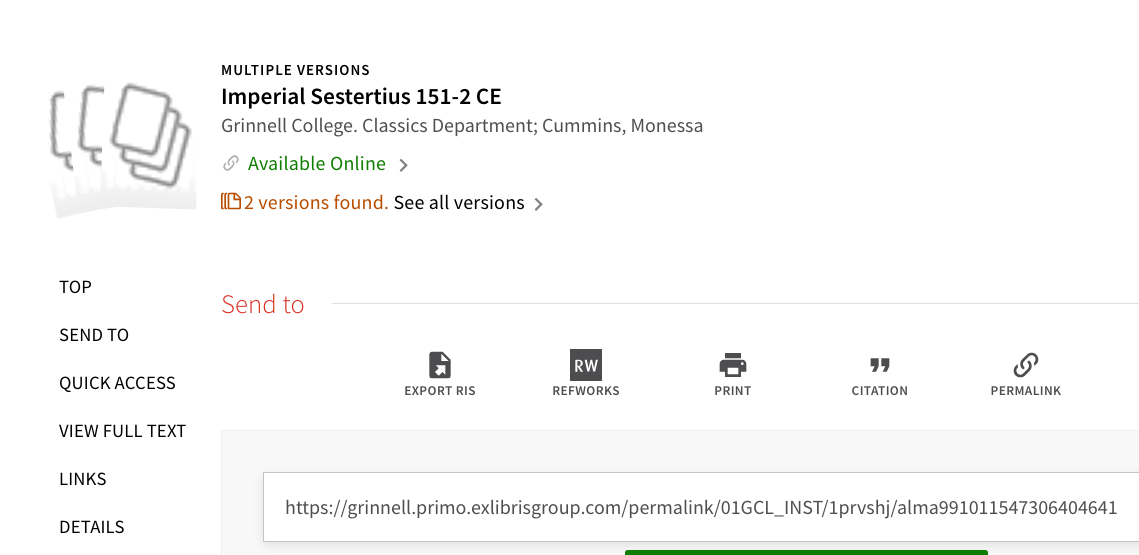 MULTIPLE VERSIONS
Imperial Sestertius 151-2 CE
Grinnell College. Classics Department; Cummins, Monessa
Available Online
2 versions found. See all versions
TOP
SEND TO
QUICK ACCESS
VIEW FULL TEXT
LINKS
DETAILS
Send to
EXPORT RIS
RW
REFWORKS
PRINT
CITATION
PERMALINK
https://grinnell.primo.exlibrisgroup.com/permalink/01GCL_INST/1prvshj/alma991011547306404641